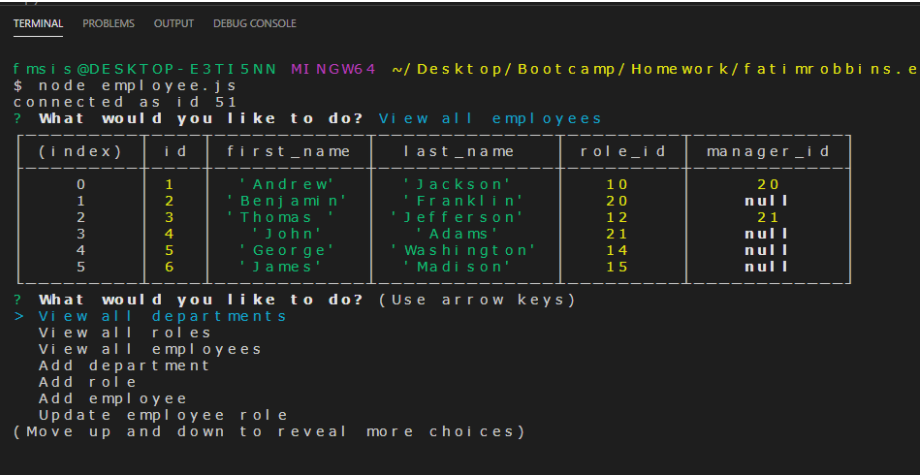 TERMINAL PROBLEMS OUTPUT DEBUG CONSOLE
fmsis@DESKTOP-E3TI5NN MINGW64 ~/Desktop/Bootcamp/Homework/fatimrobbins.e
$ node employee.js
connected as id 51
? What would you like to do? View all employees
(index) id first_name last_name role_id manager_id
0 1 'Andrew' 'Jackson' 10 20
1 2 'Benjamin' 'Franklin' 20 null
2 3 'Thomas ' 'Jefferson' 12 21
3 4 'John' 'Adams' 21 null
4 5 'George' 'Washington' 14 null
5 6 'James' 'Madison' 15 null
? What would you like to do? (Use arrow keys)
> View all departments
View all roles
View all employees
Add department
Add role
Add employee
Update employee role
(Move up and down to reveal more choices)